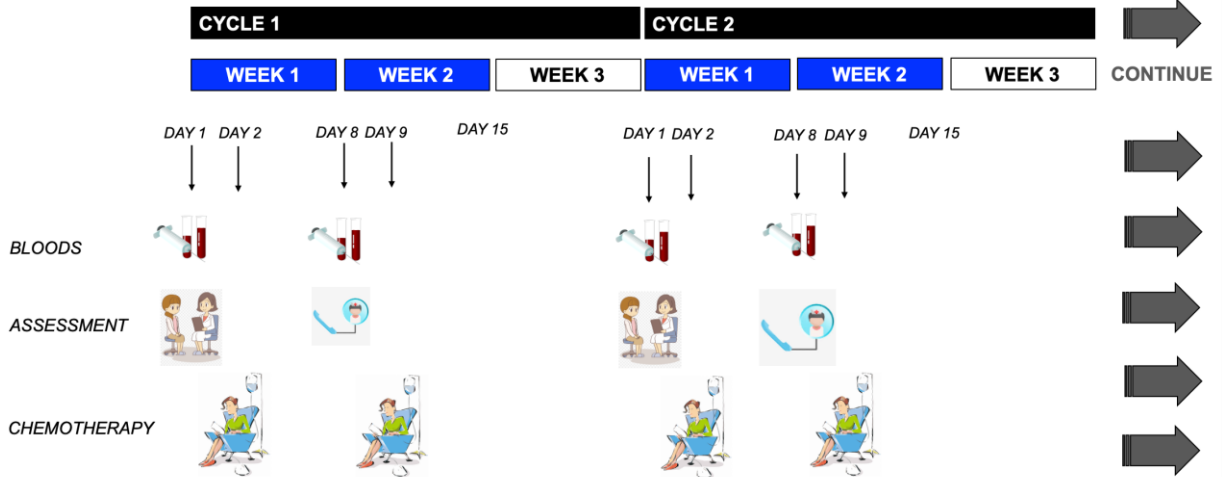 CYCLE 1 CYCLE 2
WEEK 1 WEEK 2 WEEK 3 WEEK 1 WEEK 2 WEEK 3 CONTINUE
DAY 1 DAY 2 DAY 8 DAY 9 DAY 15 DAY 1 DAY 2 DAY 8 DAY 9 DAY 15
BLOODS
ASSESSMENT
CHEMOTHERAPY